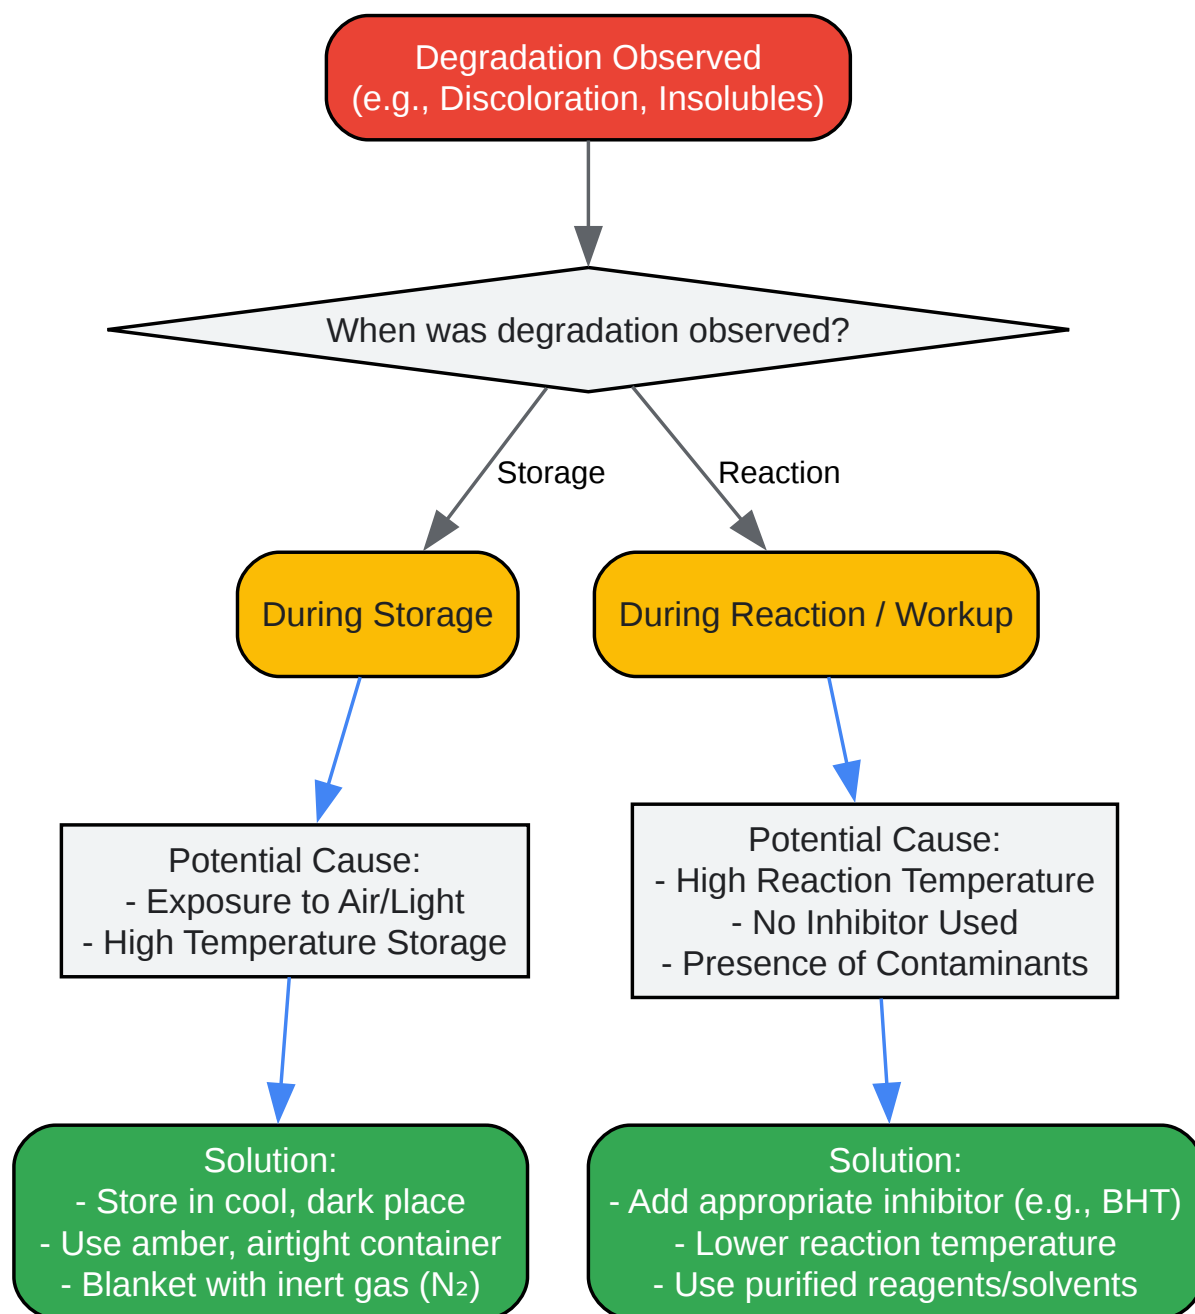 Degradation Observed
(e.g., Discoloration, Insolubles)
When was degradation observed?
Storage
Reaction
During Storage
During Reaction / Workup
Potential Cause:
- Exposure to Air/Light
- High Temperature Storage
Potential Cause:
- High Reaction Temperature
- No Inhibitor Used
- Presence of Contaminants
Solution:
- Store in cool, dark place
- Use amber, airtight container
- Blanket with inert gas (N₂)
Solution:
- Add appropriate inhibitor (e.g., BHT)
- Lower reaction temperature
- Use purified reagents/solvents